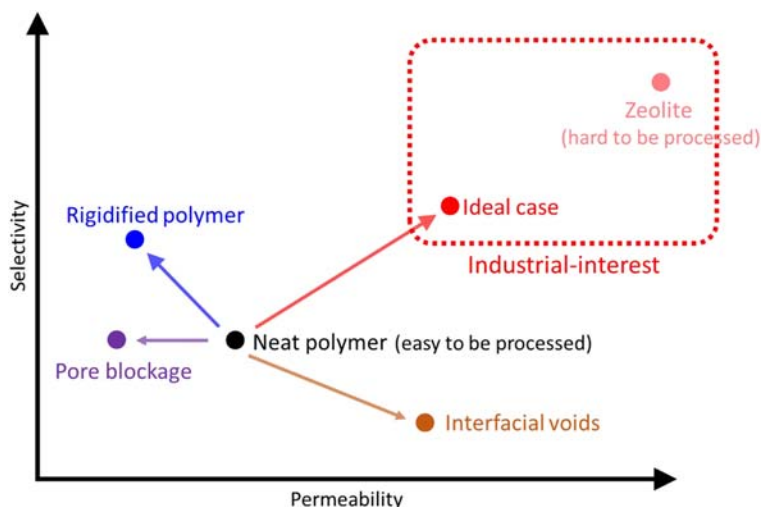 Zeolite
(hard to be processed)
Ideal case
Rigidified polymer
Industrial-interest
Selectivity
Neat polymer (easy to be processed)
Pore blockage
Interfacial voids
Permeability